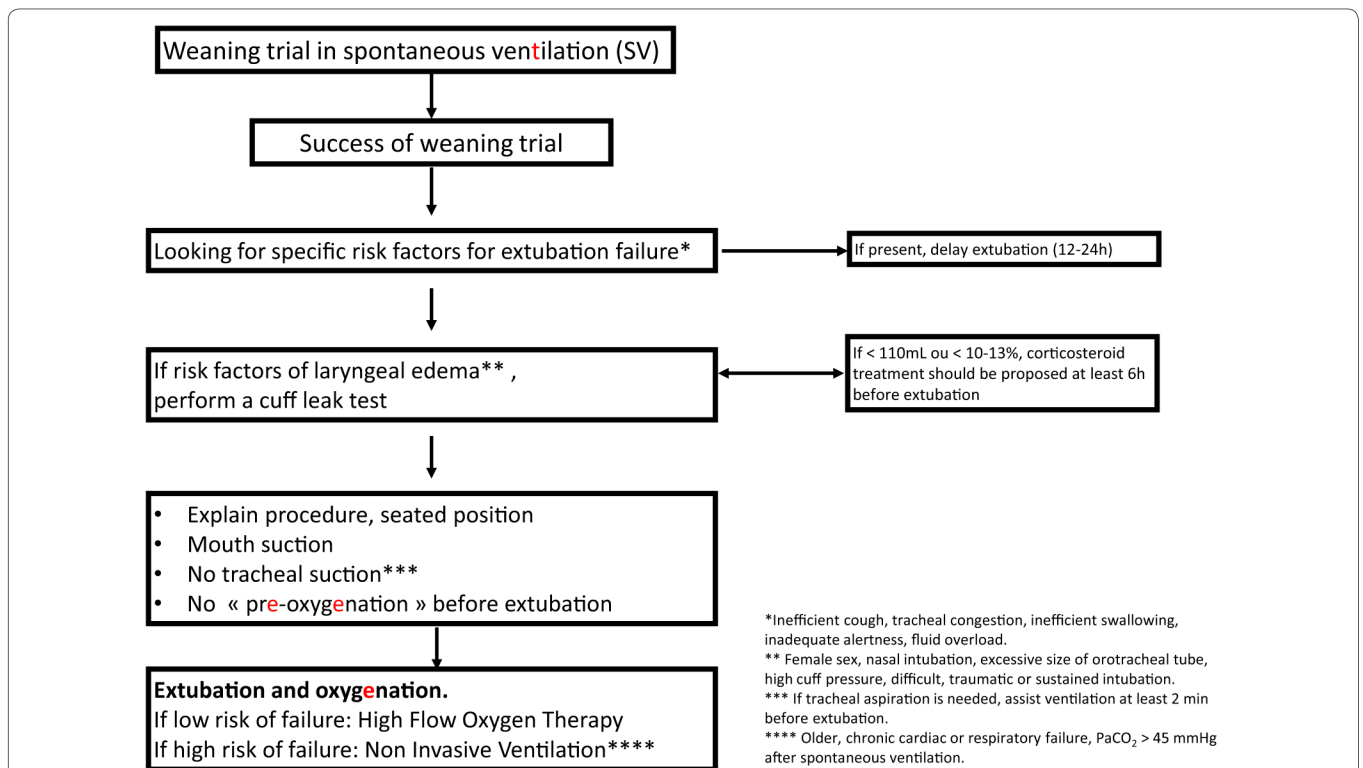 Weaning trial in spontaneous ventilation (SV)
Success of weaning trial
Looking for specific risk factors for extubation failure*
If present, delay extubation (12-24h)
If risk factors of laryngeal edema** ,
perform a cuff leak test
If < 110mL ou < 10-13%, corticosteroid
treatment should be proposed at least 6h
before extubation
• Explain procedure, seated position
• Mouth suction
• No tracheal suction***
• No « pre-oxygenation » before extubation
Extubation and oxygenation.
If low risk of failure: High Flow Oxygen Therapy
If high risk of failure: Non Invasive Ventilation****
*Inefficient cough, tracheal congestion, inefficient swallowing,
inadequate alertness, fluid overload.
** Female sex, nasal intubation, excessive size of orotracheal tube,
high cuff pressure, difficult, traumatic or sustained intubation.
*** If tracheal aspiration is needed, assist ventilation at least 2 min
before extubation.
**** Older, chronic cardiac or respiratory failure, PaCO₂ > 45 mmHg
after spontaneous ventilation.